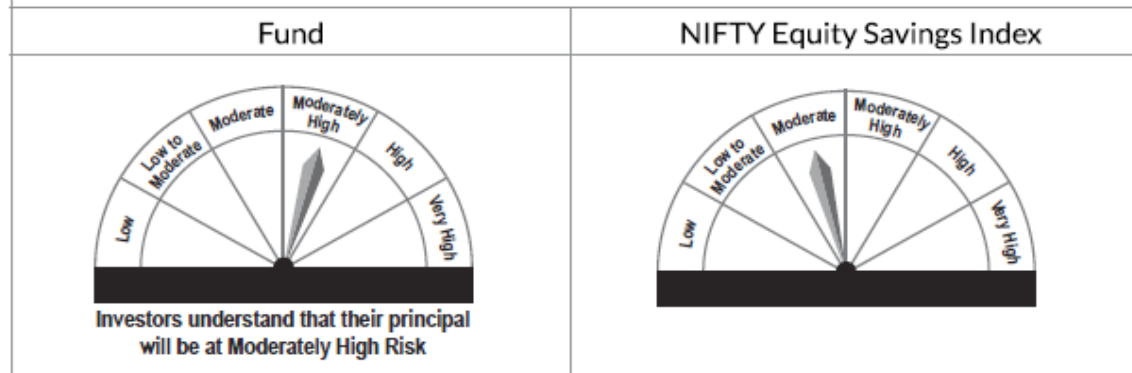 Fund
NIFTY Equity Savings Index
Low
Low to
Moderate
Moderate
Moderately
High
High
Very High
Low
Low to
Moderate
Moderate
Moderately
High
High
Very High
Investors understand that their principal
will be at Moderately High Risk